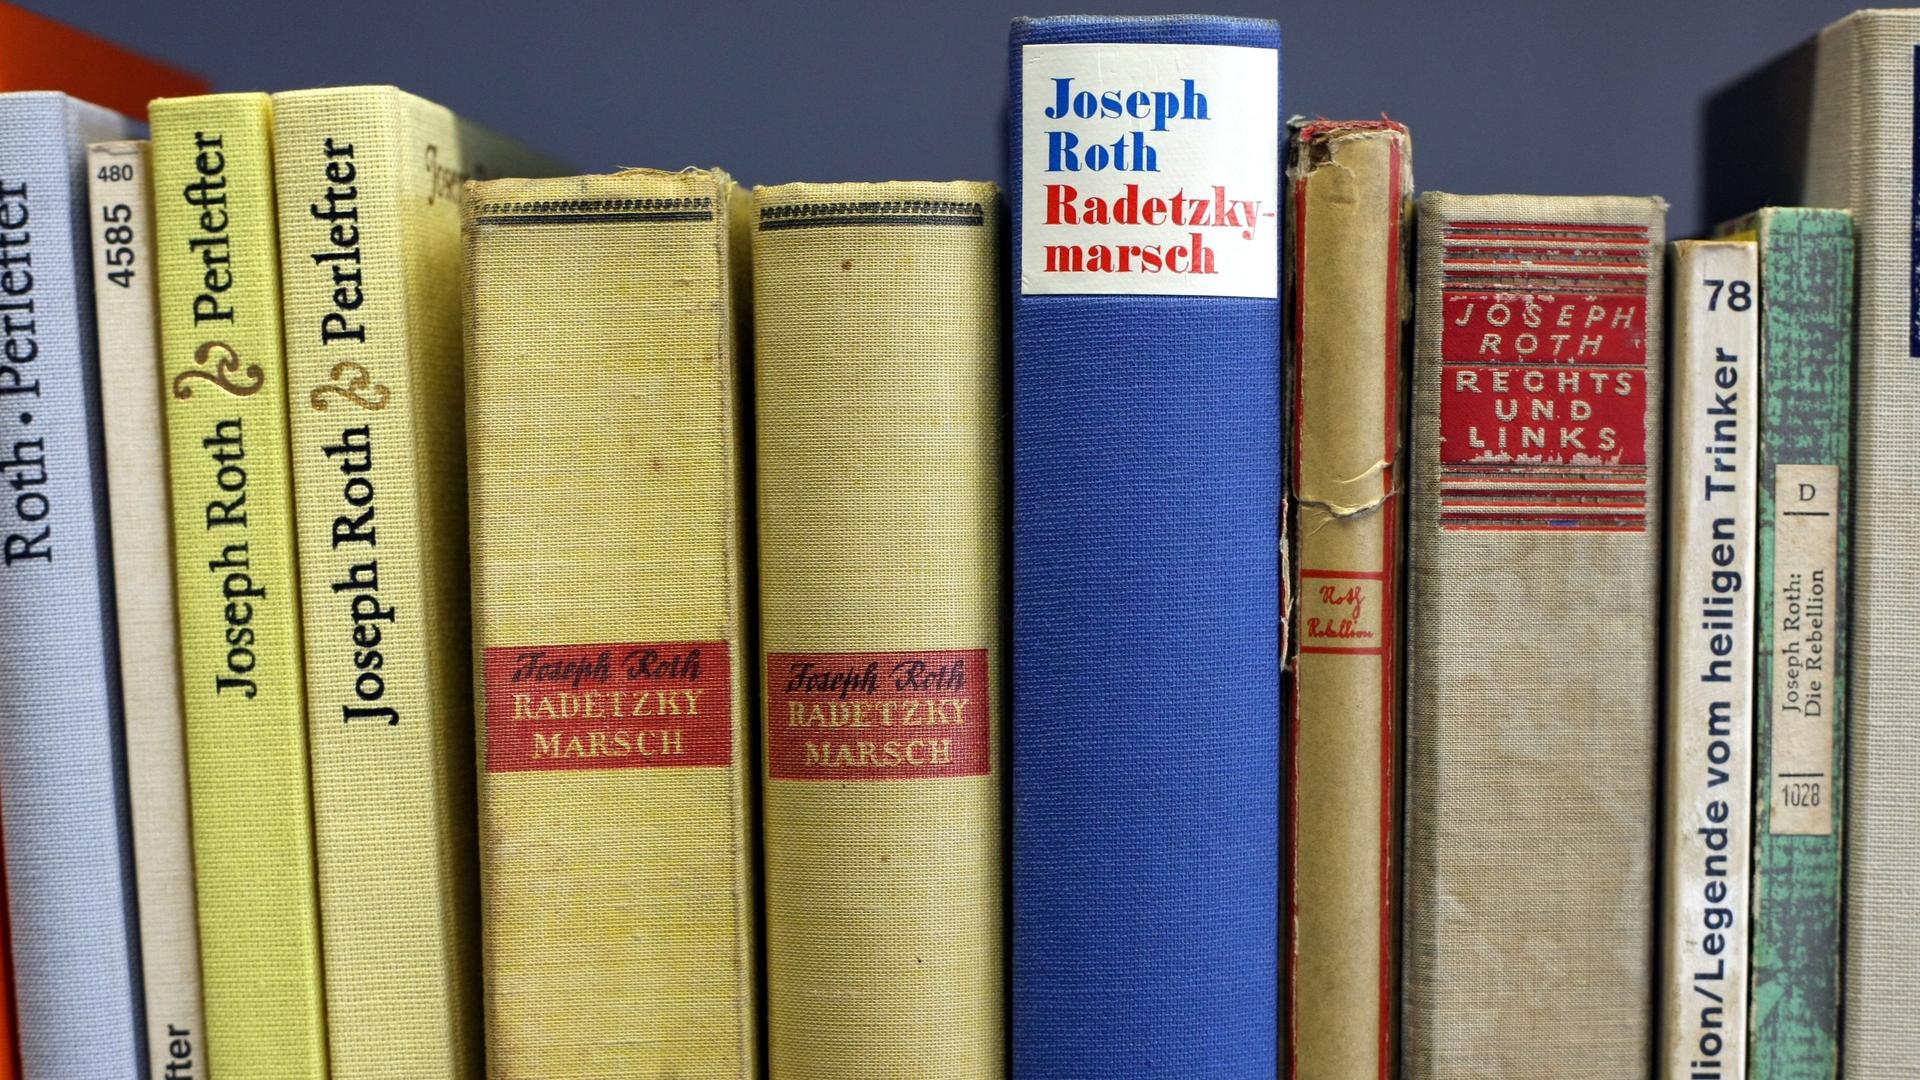 Roth · Perlefter
480
4585
fter
Joseph Roth Perlefter
Joseph Roth Perlefter
Joseph Roth
RADETZKY
MARSCH
Joseph Roth
RADETZKY
MARSCH
Joseph
Roth
Radetzky-
marsch
Roth
Rebellion
JOSEPH
ROTH
RECHTS
UND
LINKS
78
lion/Legende vom heiligen Trinker
D
Joseph Roth:
Die Rebellion
1028